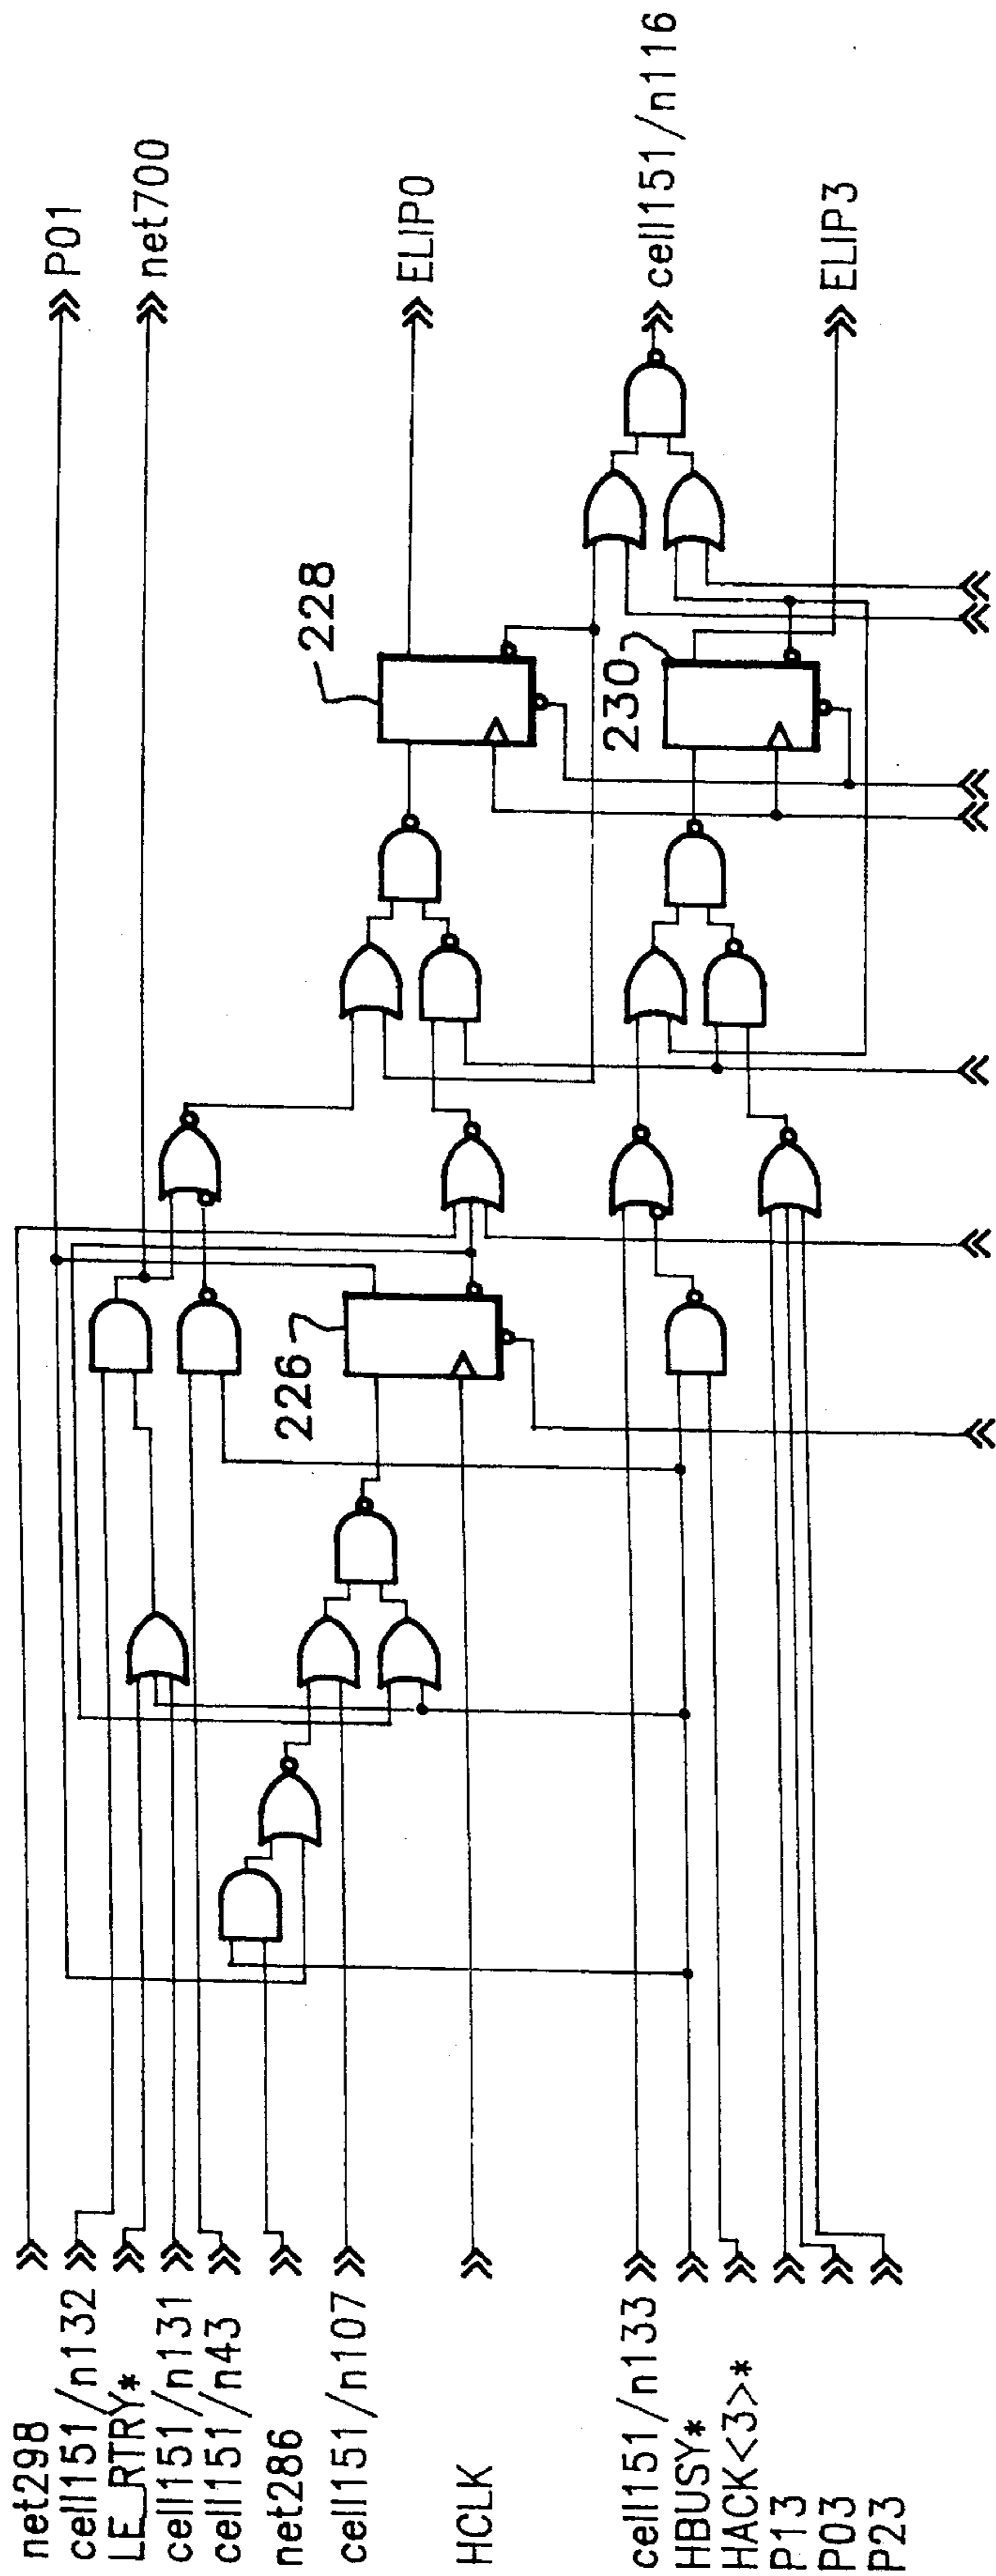 net298
cell151/n132
LE_RTRY*
cell151/n131
cell151/n43
net286
cell151/n107
HCLK
cell151/n133
HBUSY*
HACK<3>*
P13
P03
P23
226
228
230
P01
net700
ELIP0
cell151/n116
ELIP3